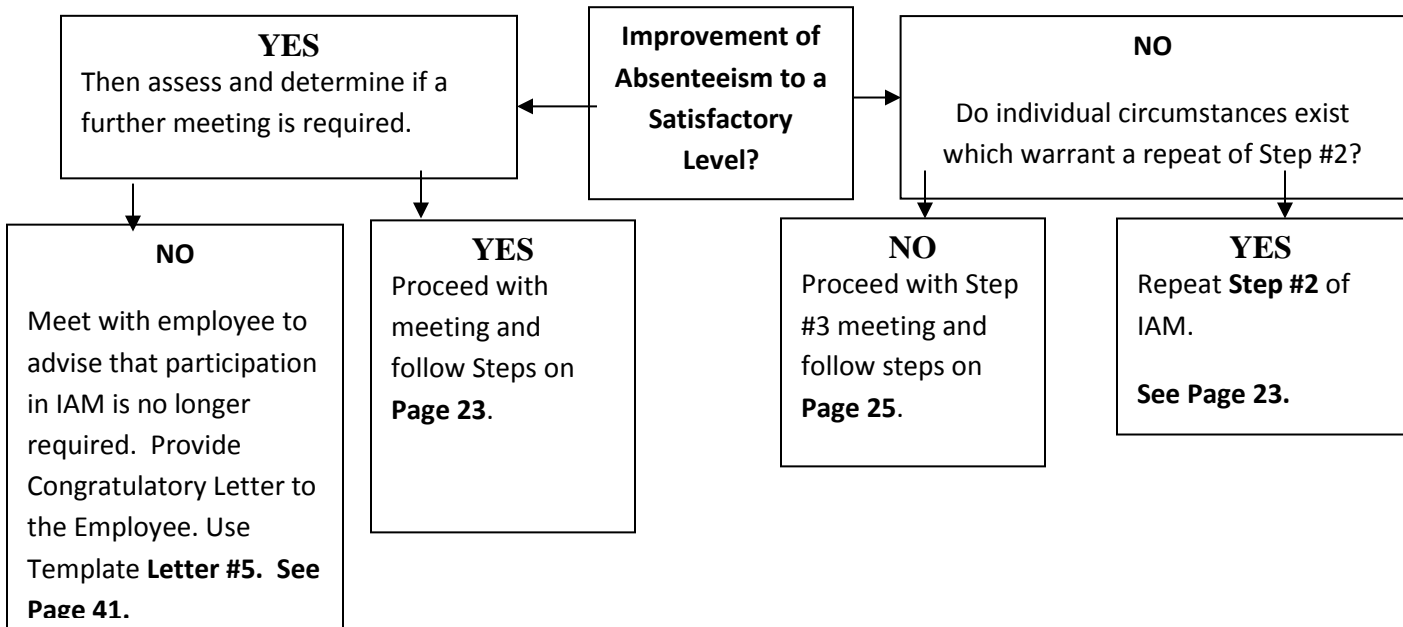 YES
Then assess and determine if a
further meeting is required.
Improvement of
Absenteeism to a
Satisfactory
Level?
NO
Do individual circumstances exist
which warrant a repeat of Step #2?
NO
Meet with employee to
advise that participation
in IAM is no longer
required.  Provide
Congratulatory Letter to
the Employee. Use
Template Letter #5.  See
Page 41.
YES
Proceed with
meeting and
follow Steps on
Page 23.
NO
Proceed with Step
#3 meeting and
follow steps on
Page 25.
YES
Repeat Step #2 of
IAM.
See Page 23.